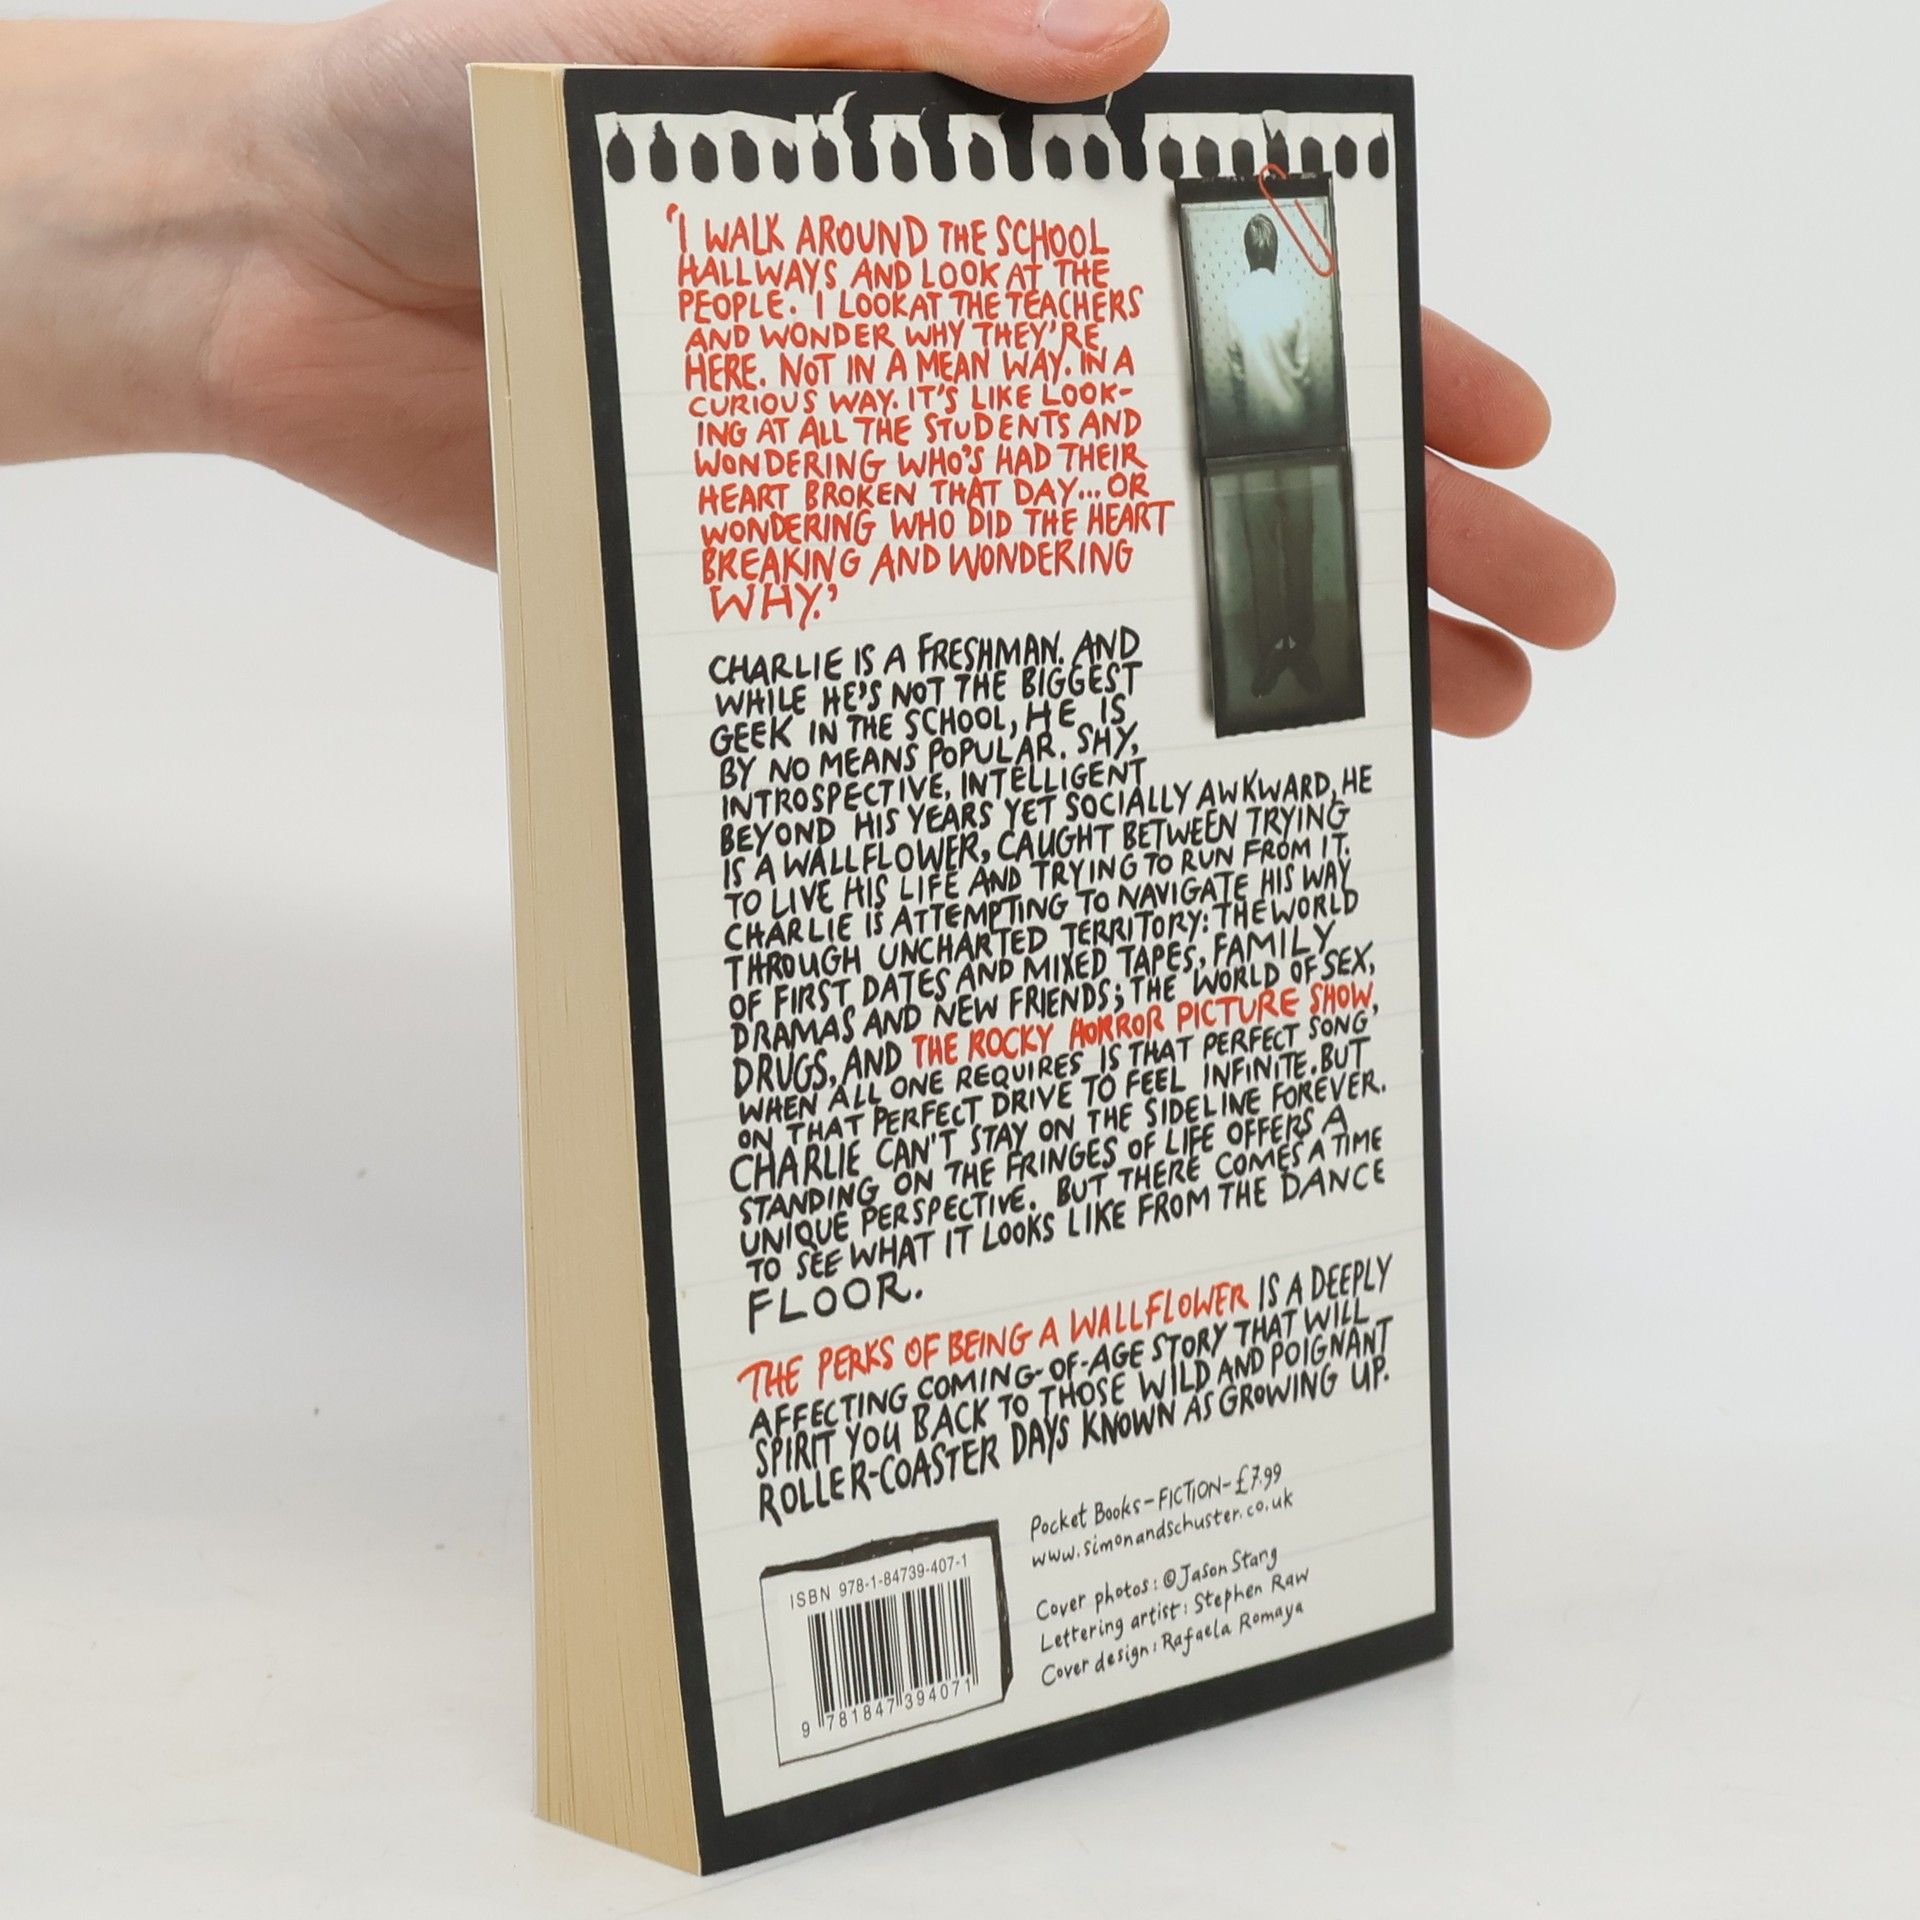 'I WALK AROUND THE SCHOOL
HALLWAYS AND LOOK AT THE
PEOPLE. I LOOK AT THE TEACHERS
AND WONDER WHY THEY'RE
HERE. NOT IN A MEAN WAY. IN A
CURIOUS WAY. IT'S LIKE LOOK-
ING AT ALL THE STUDENTS AND
WONDERING WHO'S HAD THEIR
HEART BROKEN THAT DAY... OR
WONDERING WHO DID THE HEART
BREAKING AND WONDERING
WHY.'
CHARLIE IS A FRESHMAN. AND
WHILE HE'S NOT THE BIGGEST
GEEK IN THE SCHOOL, HE IS
BY NO MEANS POPULAR. SHY,
INTROSPECTIVE, INTELLIGENT
BEYOND HIS YEARS YET SOCIALLY AWKWARD, HE
IS A WALLFLOWER, CAUGHT BETWEEN TRYING
TO LIVE HIS LIFE AND TRYING TO RUN FROM IT.
CHARLIE IS ATTEMPTING TO NAVIGATE HIS WAY
THROUGH UNCHARTED TERRITORY: THE WORLD
OF FIRST DATES AND MIXED TAPES, FAMILY
DRAMAS AND NEW FRIENDS; THE WORLD OF SEX,
DRUGS, AND THE ROCKY HORROR PICTURE SHOW,
WHEN ALL ONE REQUIRES IS THAT PERFECT SONG
ON THAT PERFECT DRIVE TO FEEL INFINITE. BUT
CHARLIE CAN'T STAY ON THE SIDELINE FOREVER.
STANDING ON THE FRINGES OF LIFE OFFERS A
UNIQUE PERSPECTIVE. BUT THERE COMES A TIME
TO SEE WHAT IT LOOKS LIKE FROM THE DANCE
FLOOR.
THE PERKS OF BEING A WALLFLOWER IS A DEEPLY
AFFECTING COMING-OF-AGE STORY THAT WILL
SPIRIT YOU BACK TO THOSE WILD AND POIGNANT
ROLLER-COASTER DAYS KNOWN AS GROWING UP.
Pocket Books - FICTION - £7.99
www.simonandschuster.co.uk
Cover photos: © Jason Stang
Lettering artist: Stephen Raw
Cover design: Rafaela Romaya
ISBN 978-1-84739-407-1
9 781847 394071